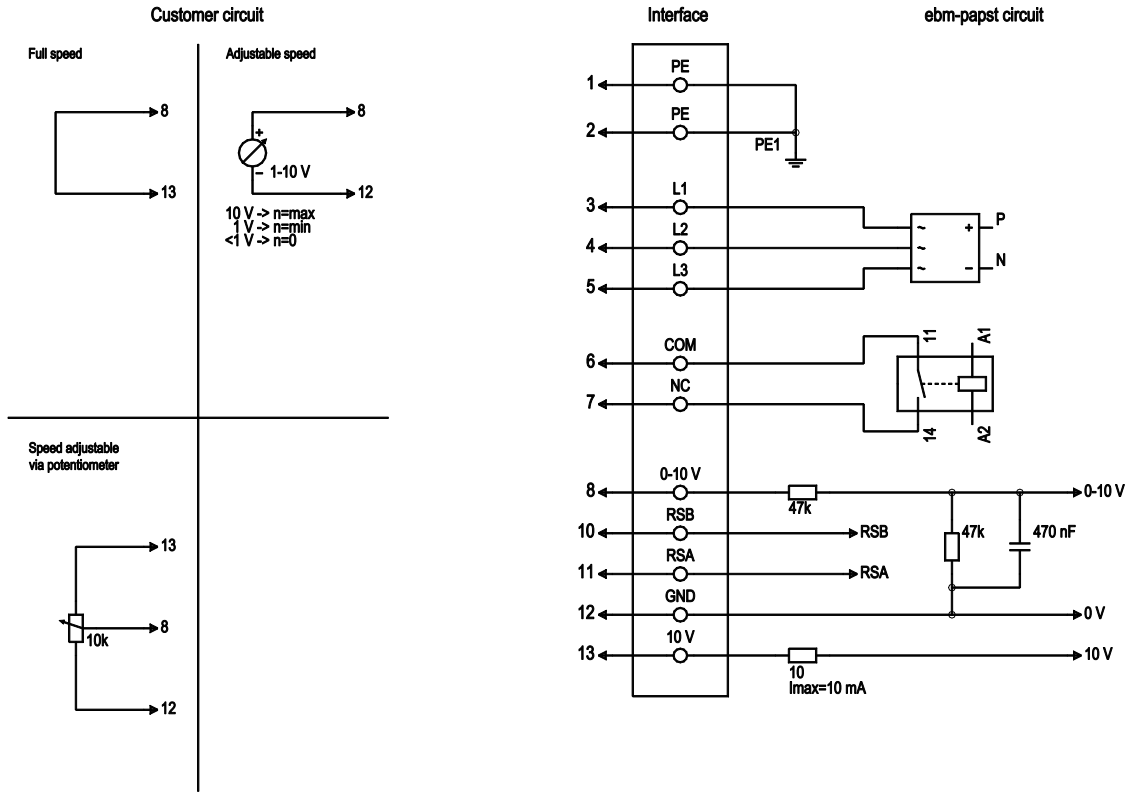 Customer circuit
Interface
ebm-papst circuit
Full speed
8
13
Adjustable speed
8
+
−
1-10 V
12
10 V -> n=max
1 V -> n=min
<1 V -> n=0
Speed adjustable
via potentiometer
13
8
10k
12
1
PE
2
PE
PE1
3
L1
4
L2
5
L3
~
~
~
+
−
P
N
6
COM
7
NC
11
14
A1
A2
8
0-10 V
47k
0-10 V
10
RSB
RSB
47k
470 nF
11
RSA
RSA
12
GND
0 V
13
10 V
10
Imax=10 mA
10 V